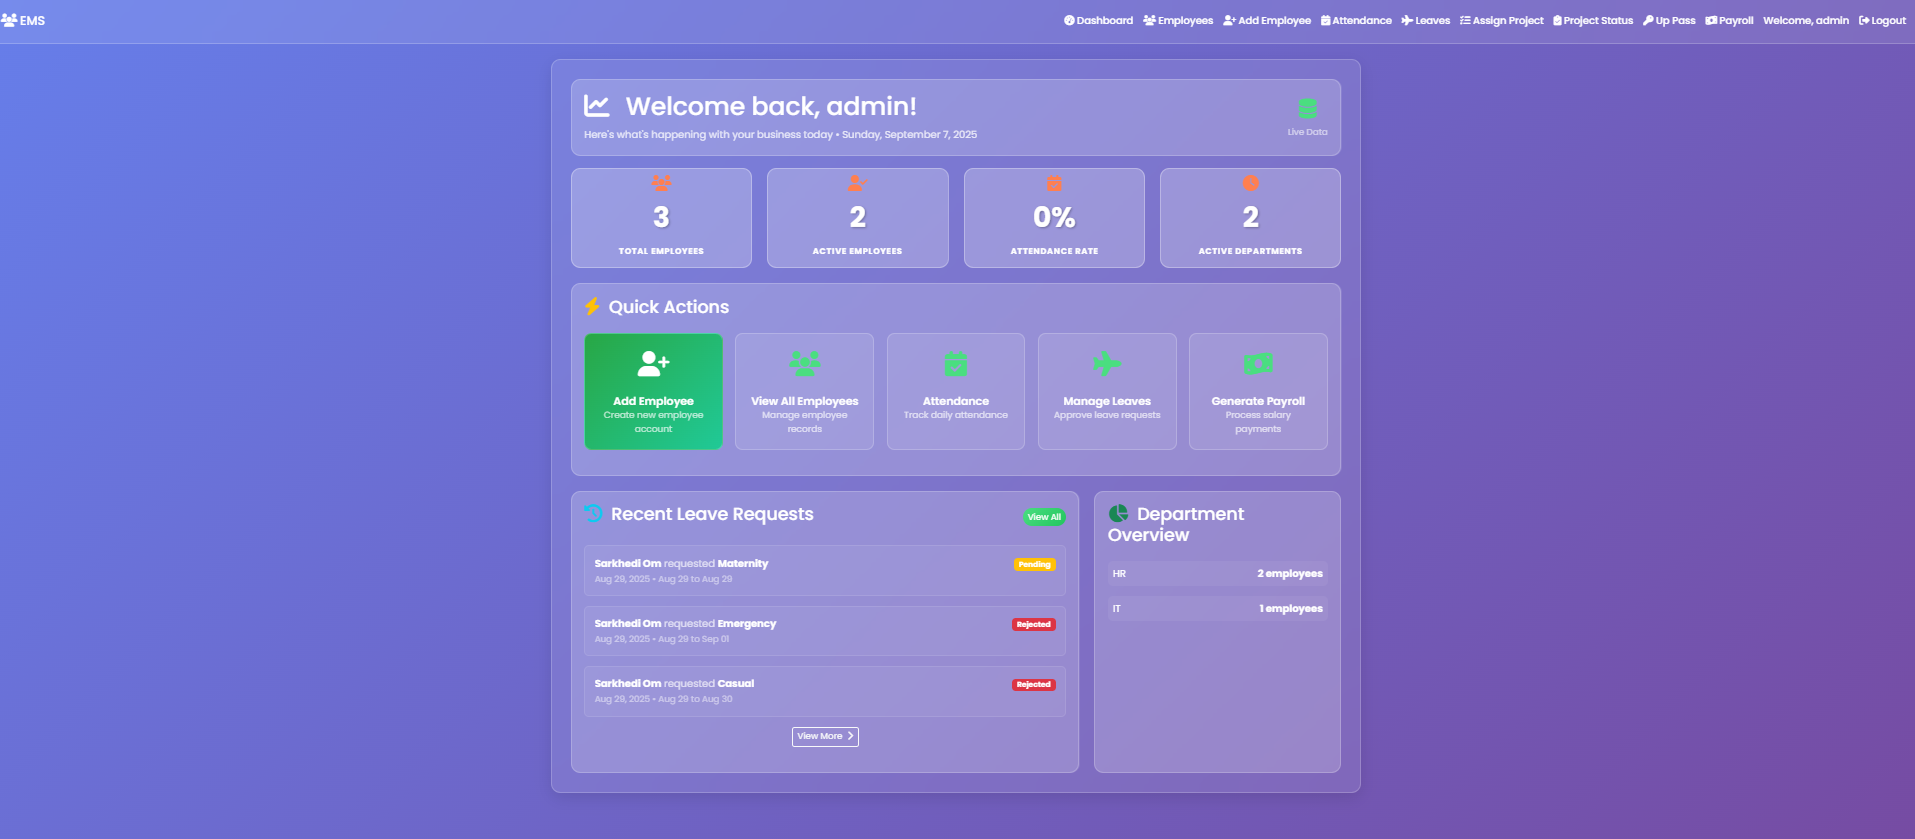 EMS
Dashboard Employees Add Employee Attendance Leaves Assign Project Project Status Up Pass Payroll Welcome, admin Logout
Welcome back, admin!
Here's what's happening with your business today • Sunday, September 7, 2025
Live Data
3
TOTAL EMPLOYEES
2
ACTIVE EMPLOYEES
0%
ATTENDANCE RATE
2
ACTIVE DEPARTMENTS
Quick Actions
Add Employee
Create new employee
account
View All Employees
Manage employee
records
Attendance
Track daily attendance
Manage Leaves
Approve leave requests
Generate Payroll
Process salary
payments
Recent Leave Requests
View All
Sarkhedi Om requested Maternity
Pending
Aug 29, 2025 • Aug 29 to Aug 29
Sarkhedi Om requested Emergency
Rejected
Aug 29, 2025 • Aug 29 to Sep 01
Sarkhedi Om requested Casual
Rejected
Aug 29, 2025 • Aug 29 to Aug 30
View More
Department
Overview
HR 2 employees
IT 1 employees